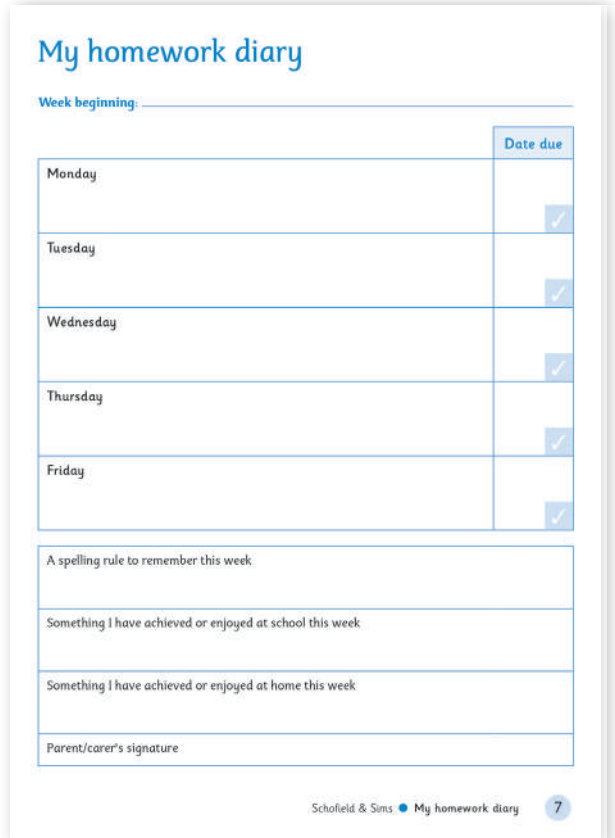 My homework diary
Week beginning:
Date due
Monday
✓
Tuesday
✓
Wednesday
✓
Thursday
✓
Friday
✓
A spelling rule to remember this week
Something I have achieved or enjoyed at school this week
Something I have achieved or enjoyed at home this week
Parent/carer's signature
Schofield & Sims ● My homework diary 7